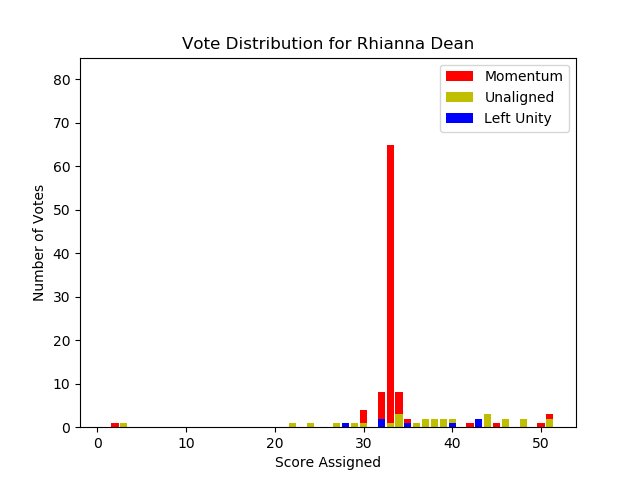 Vote Distribution for Rhianna Dean
Momentum
Unaligned
Left Unity
Number of Votes
80
70
60
50
40
30
20
10
0
0 10 20 30 40 50
Score Assigned